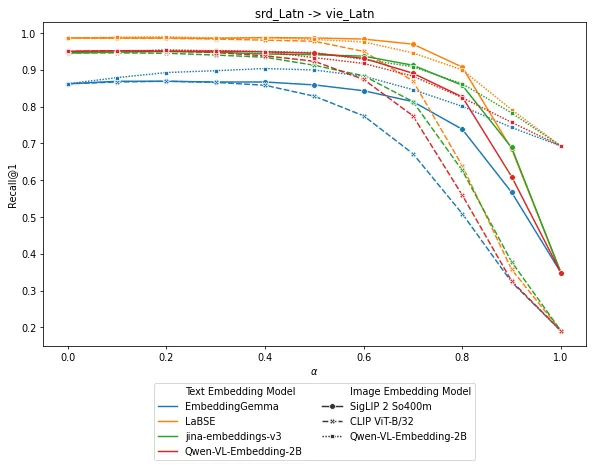 srd_Latn -> vie_Latn
Recall@1
1.0
0.9
0.8
0.7
0.6
0.5
0.4
0.3
0.2
0.0 0.2 0.4 0.6 0.8 1.0
α
Text Embedding Model
EmbeddingGemma
LaBSE
jina-embeddings-v3
Qwen-VL-Embedding-2B
Image Embedding Model
SigLIP 2 So400m
CLIP ViT-B/32
Qwen-VL-Embedding-2B